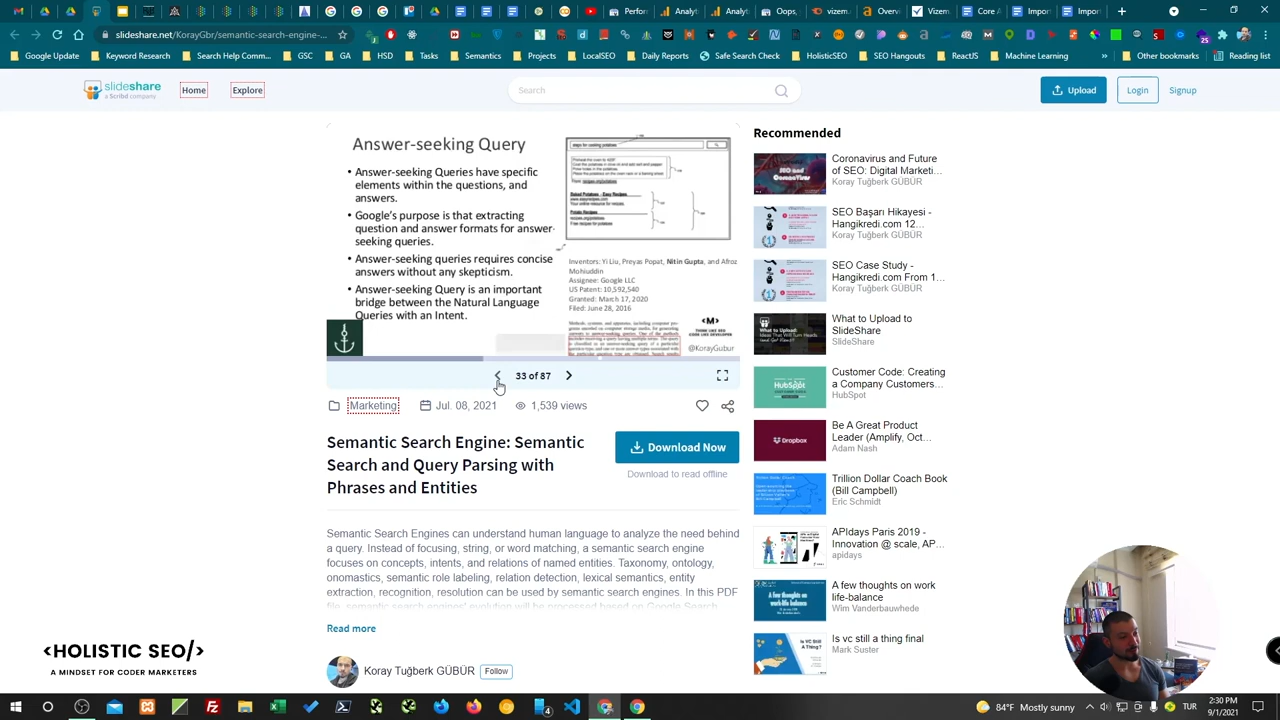 slideshare.net/KorayGbr/semantic-search-engine-...
Google Update
Keyword Research
Search Help Comm...
GSC
GA
HSD
Tasks
Semantics
Projects
LocalSEO
Daily Reports
Safe Search Check
HolisticSEO
SEO Hangouts
ReactUS
Machine Learning
»
Other bookmarks
Reading list
slideshare
a Scribd company
Home
Explore
Search
Upload
Login
Signup
Answer-seeking Query
• Answer-seeking Queries have specific
elements within the questions, and
answers.
• Google's purpose is that extracting
question and answer formats for answer-
seeking queries.
• Answer-seeking queries requires concise
answers without any skepticism.
• Answer-seeking Query is an important
bridge between the Natural Language
Queries with an Intent.
steps for cooking potatoes
Inventors: Yi Liu, Preyas Popat, Nitin Gupta, and Afroz
Mohiuddin
Assignee: Google LLC
US Patent: 10,592,540
Granted: March 17, 2020
Filed: June 28, 2016
<M>
THINK LIKE SEO
CODE LIKE DEVELOPER
@KorayGubur
33 of 87
Marketing
Jul. 08, 2021
1,539 views
Semantic Search Engine: Semantic
Search and Query Parsing with
Phrases and Entities
Download Now
Download to read offline
Semantic Search Engines can understand human language to analyze the need behind
a query. Instead of focusing, string, or word matching, a semantic search engine
focuses on concepts, intents, and relations of named entities. Taxonomy, ontology,
onomastics, semantic role labeling, relation detection, lexical semantics, entity
extraction, recognition, resolution can be used by semantic search engines. In this PDF
Read more
Koray Tuğberk GÜBÜR
Follow
Recommended
Coronavirus and Future
of SEO: Digital Marketi...
Koray Tuğberk GÜBÜR
SEO Başarı Hikayesi -
Hangikredi.com 12...
Koray Tuğberk GÜBÜR
SEO Case Study -
Hangikredi.com From 1...
Koray Tuğberk GUBUR
What to Upload to
SlideShare
SlideShare
Customer Code: Creating
a Company Customers...
HubSpot
Be A Great Product
Leader (Amplify, Oct...
Adam Nash
Trillion Dollar Coach Book
(Bill Campbell)
Eric Schmidt
APIdays Paris 2019 -
Innovation @ scale, AP...
apidays
A few thoughts on work
life-balance
Wim Vanderbauwhede
Is vc still a thing final
Mark Suster
<HOLISTIC SEO/>
A MINDSET FOR CODER MARKETERS
84°F Mostly sunny
TUR
2:30 PM
9/1/2021